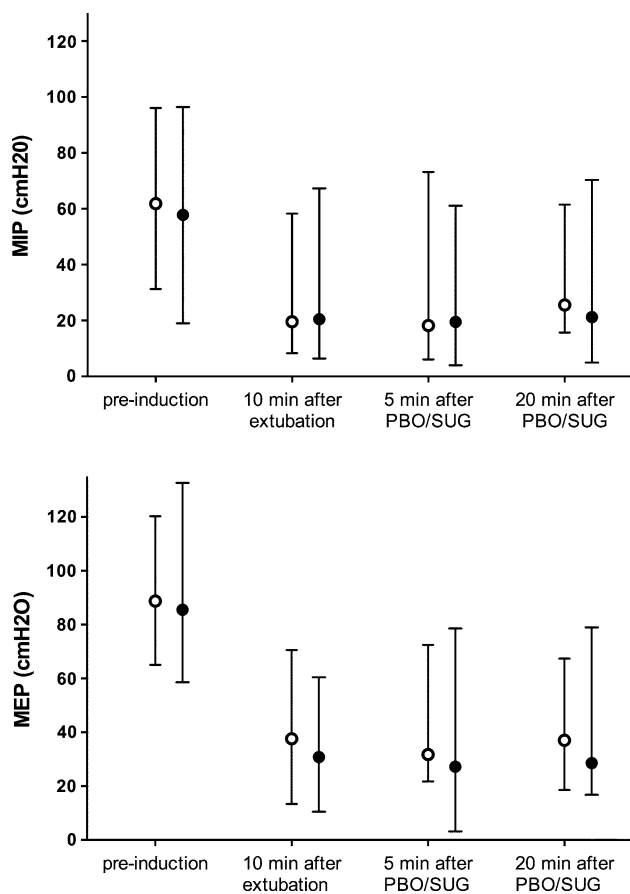 MIP (cmH20)
120
100
80
60
40
20
0
pre-induction
10 min after
extubation
5 min after
PBO/SUG
20 min after
PBO/SUG
MEP (cmH2O)
120
100
80
60
40
20
0
pre-induction
10 min after
extubation
5 min after
PBO/SUG
20 min after
PBO/SUG